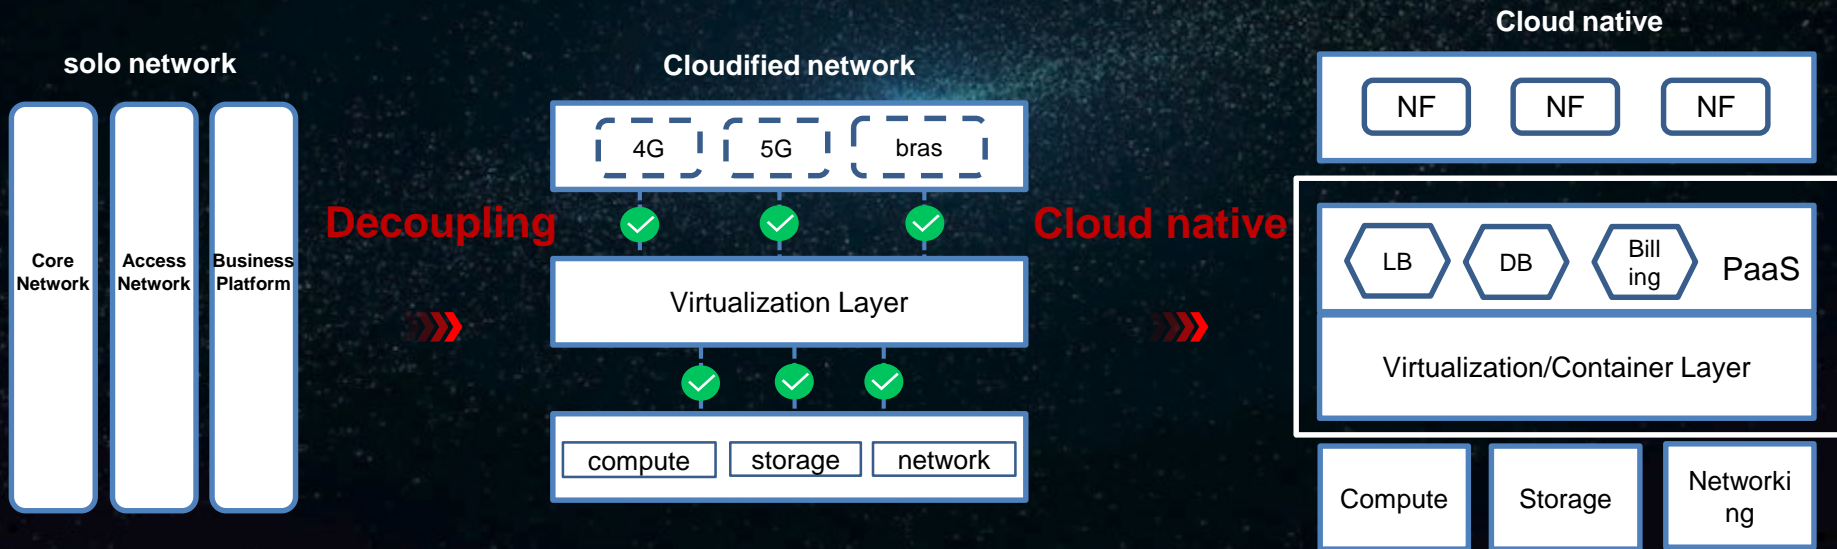 solo network
Core
Network
Access
Network
Business
Platform
Decoupling
Cloudified network
4G
5G
bras
Virtualization Layer
compute
storage
network
Cloud native
Cloud native
NF
NF
NF
LB
DB
Bill
ing
PaaS
Virtualization/Container Layer
Compute
Storage
Networki
ng